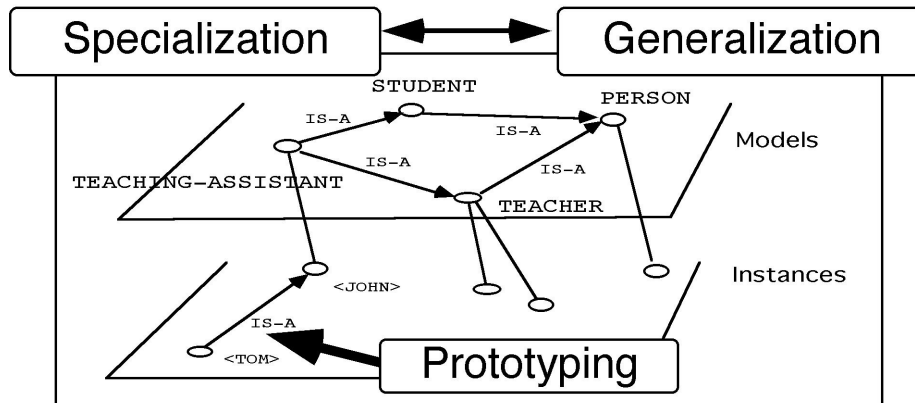 Specialization
Generalization
STUDENT
PERSON
IS-A
IS-A
Models
IS-A
IS-A
TEACHING-ASSISTANT
TEACHER
Instances
<JOHN>
IS-A
<TOM>
Prototyping